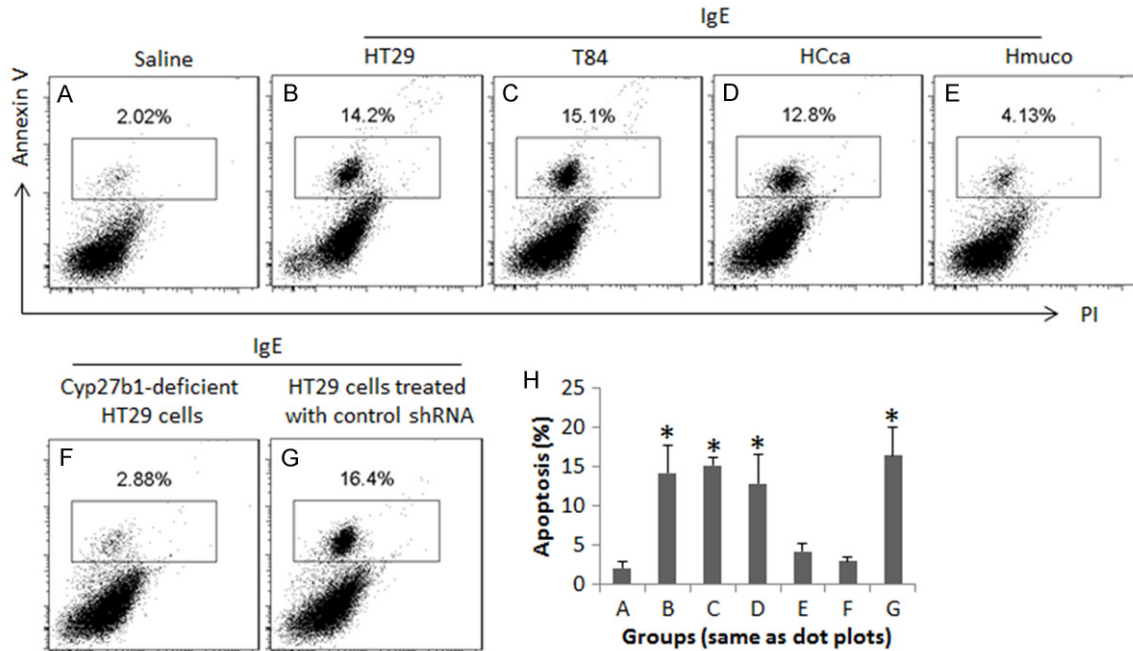 IgE
Saline
HT29
T84
HCca
Hmuco
A
2.02%
B
14.2%
C
15.1%
D
12.8%
E
4.13%
Annexin V
PI
IgE
Cyp27b1-deficient
HT29 cells
HT29 cells treated
with control shRNA
F
2.88%
G
16.4%
H
25
20
15
10
5
0
Apoptosis (%)
*
*
*
*
A
B
C
D
E
F
G
Groups (same as dot plots)